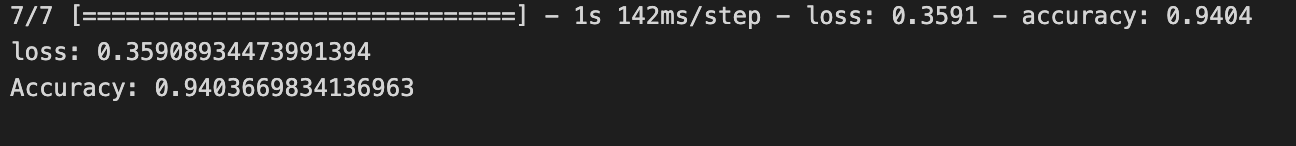 7/7 [==============================] - 1s 142ms/step - loss: 0.3591 - accuracy: 0.9404
loss: 0.35908934473991394
Accuracy: 0.9403669834136963